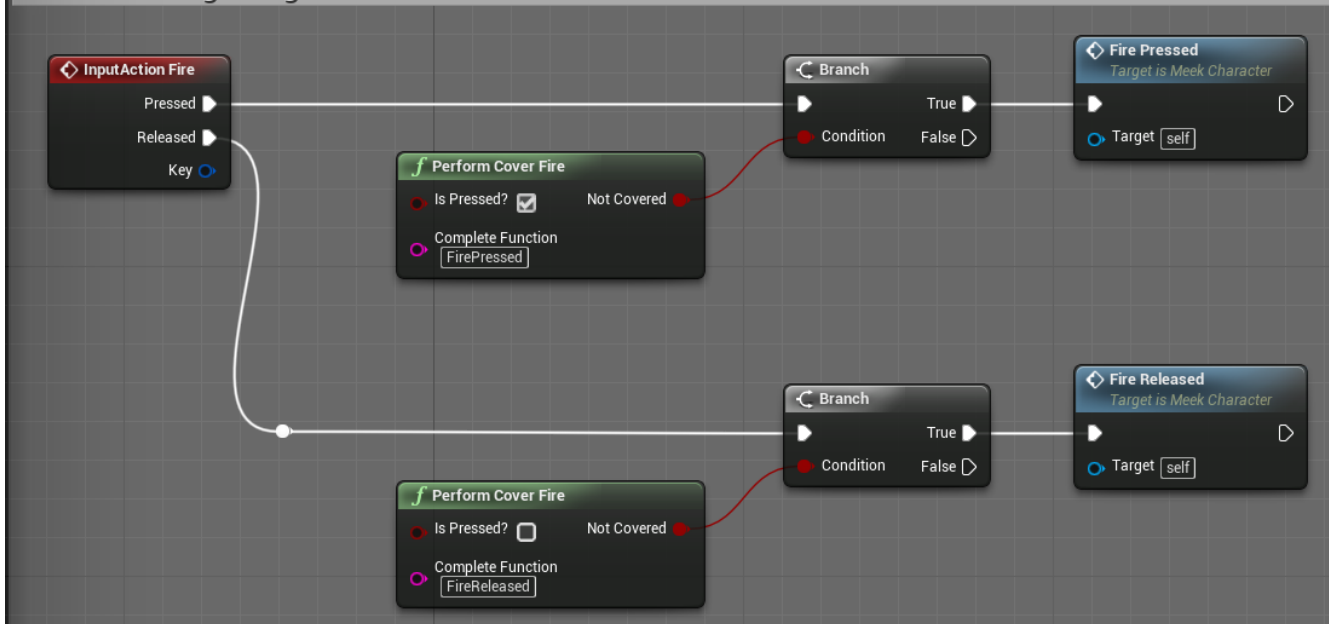 InputAction Fire
Pressed
Released
Key
Perform Cover Fire
Is Pressed? Not Covered
Complete Function
FirePressed
Branch
True
Condition False
Fire Pressed
Target is Meek Character
Target self
Perform Cover Fire
Is Pressed? Not Covered
Complete Function
FireReleased
Branch
True
Condition False
Fire Released
Target is Meek Character
Target self